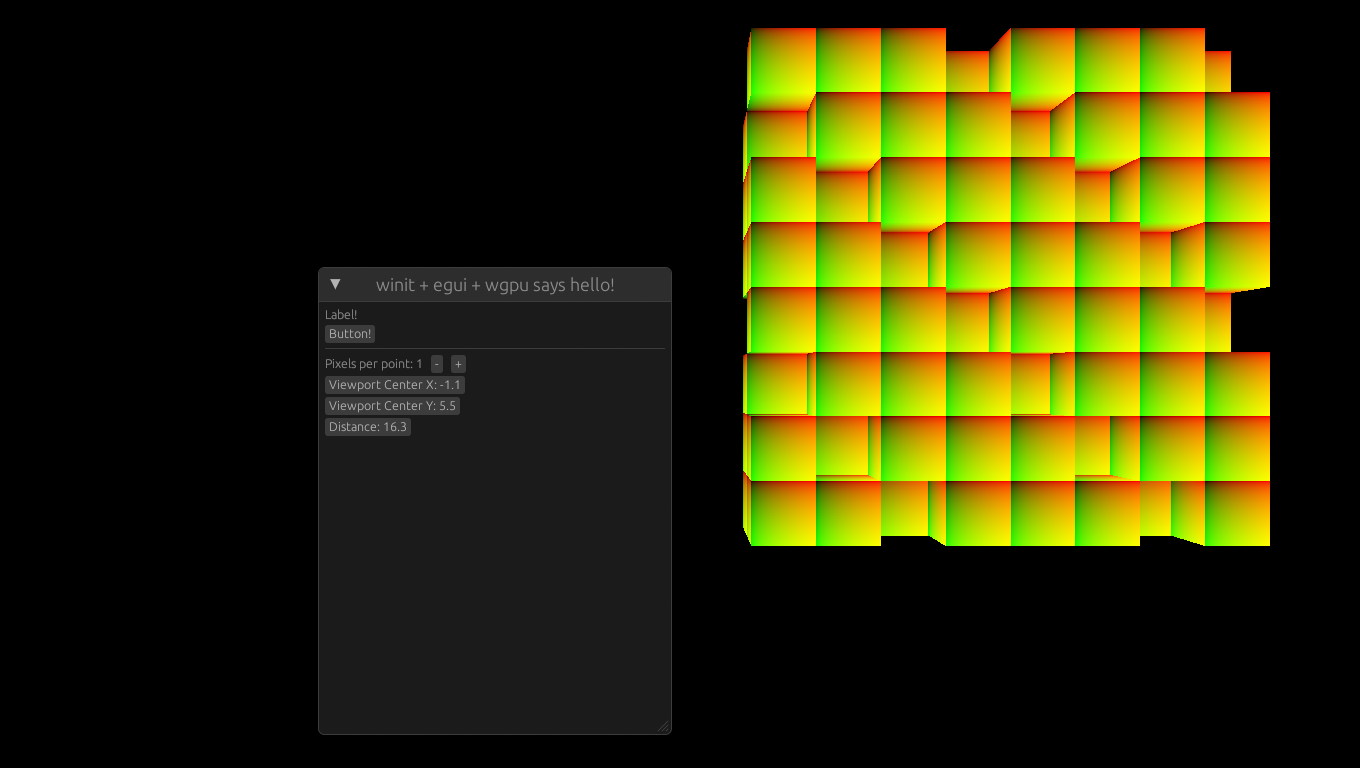 winit + egui + wgpu says hello!
Label!
Button!
Pixels per point: 1 - +
Viewport Center X: -1.1
Viewport Center Y: 5.5
Distance: 16.3